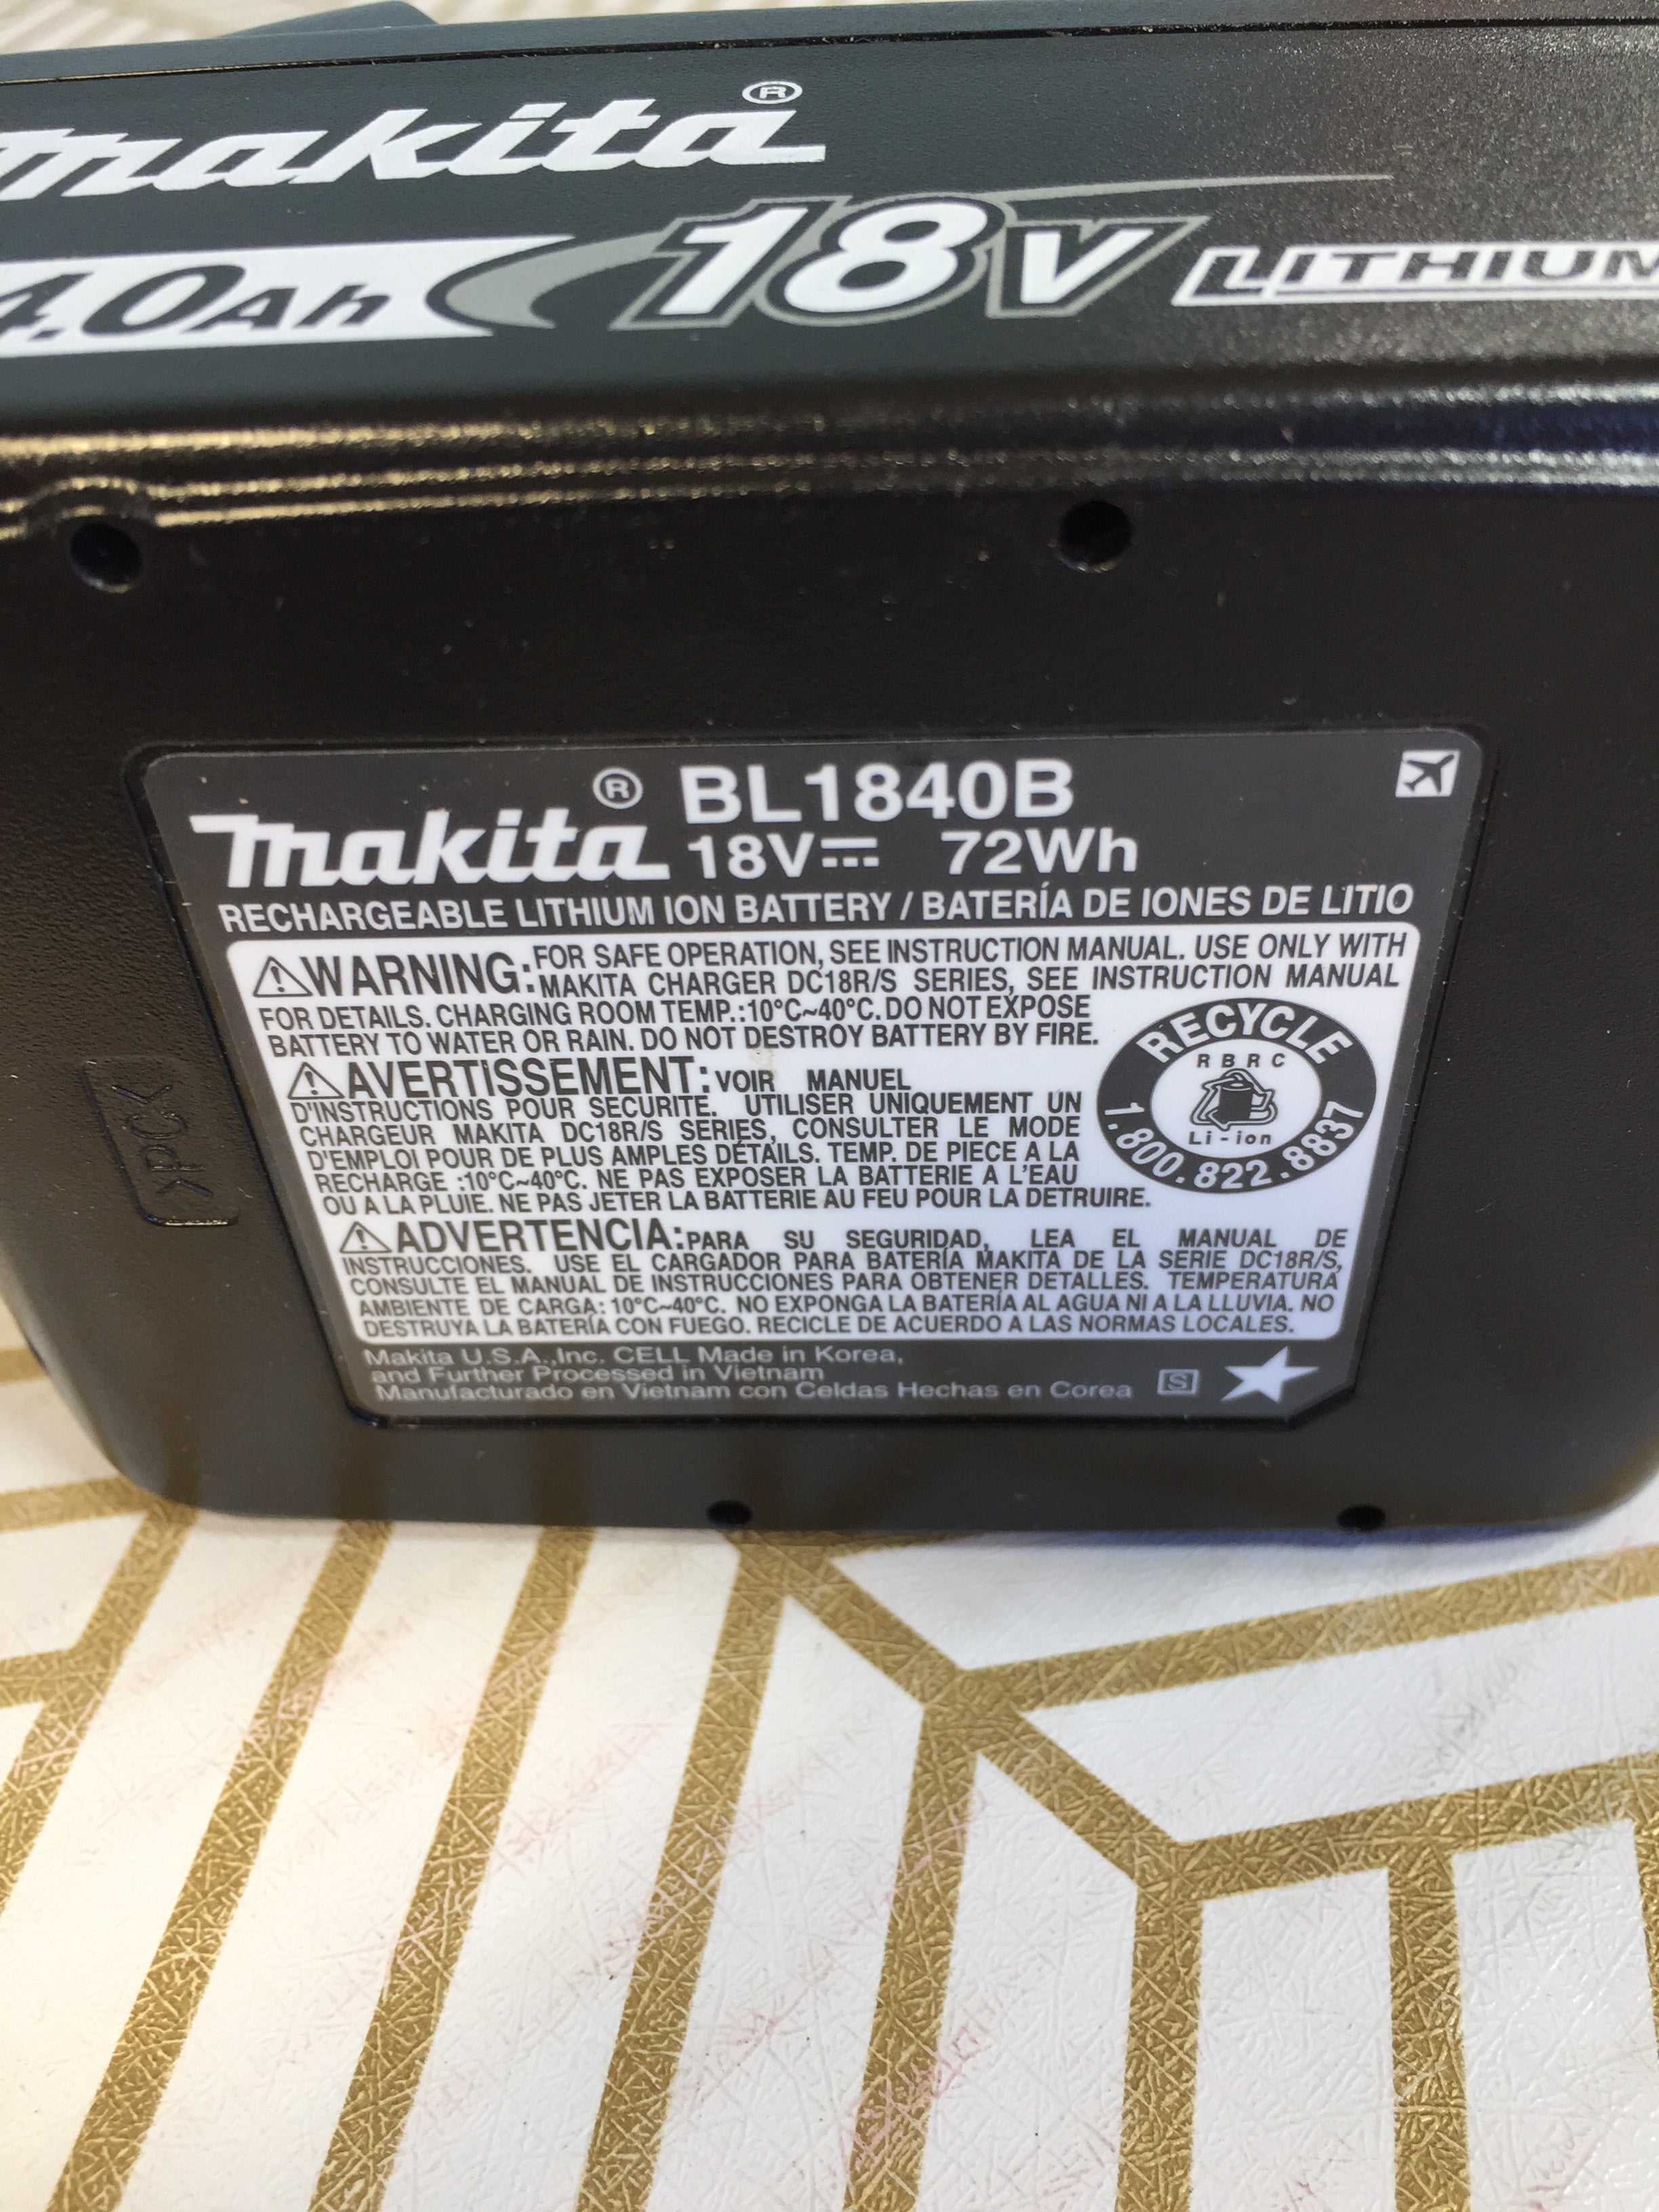 makita®
4.0Ah 18V LITHIUM
makita® BL1840B
18V 72Wh
RECHARGEABLE LITHIUM ION BATTERY / BATERÍA DE IONES DE LITIO
WARNING: FOR SAFE OPERATION, SEE INSTRUCTION MANUAL. USE ONLY WITH
MAKITA CHARGER DC18R/S SERIES, SEE INSTRUCTION MANUAL
FOR DETAILS. CHARGING ROOM TEMP.:10°C~40°C. DO NOT EXPOSE
BATTERY TO WATER OR RAIN. DO NOT DESTROY BATTERY BY FIRE.
AVERTISSEMENT: VOIR MANUEL
D'INSTRUCTIONS POUR SECURITE. UTILISER UNIQUEMENT UN
CHARGEUR MAKITA DC18R/S SERIES, CONSULTER LE MODE
D'EMPLOI POUR DE PLUS AMPLES DÉTAILS. TEMP. DE PIECE A LA
RECHARGE :10°C~40°C. NE PAS EXPOSER LA BATTERIE A L'EAU
OU A LA PLUIE. NE PAS JETER LA BATTERIE AU FEU POUR LA DETRUIRE.
RECYCLE
RBRC
Li-ion
1.800.822.8837
ADVERTENCIA: PARA SU SEGURIDAD, LEA EL MANUAL DE
INSTRUCCIONES. USE EL CARGADOR PARA BATERÍA MAKITA DE LA SERIE DC18R/S,
CONSULTE EL MANUAL DE INSTRUCCIONES PARA OBTENER DETALLES. TEMPERATURA
AMBIENTE DE CARGA: 10°C~40°C. NO EXPONGA LA BATERÍA AL AGUA NI A LA LLUVIA. NO
DESTRUYA LA BATERÍA CON FUEGO. RECICLE DE ACUERDO A LAS NORMAS LOCALES.
Makita U.S.A.,Inc. CELL Made in Korea,
and Further Processed in Vietnam
Manufacturado en Vietnam con Celdas Hechas en Corea
S
>PC<